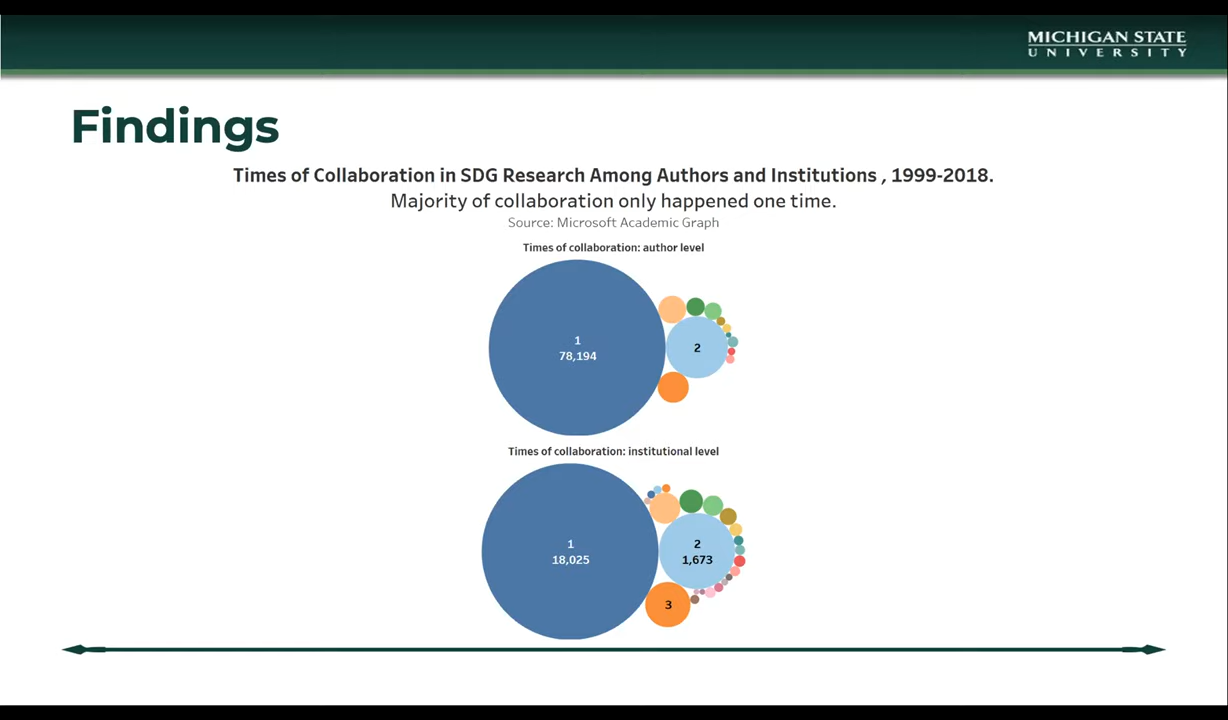 MICHIGAN STATE
UNIVERSITY
Findings
Times of Collaboration in SDG Research Among Authors and Institutions , 1999-2018.
Majority of collaboration only happened one time.
Source: Microsoft Academic Graph
Times of collaboration: author level
1
78,194
2
Times of collaboration: institutional level
1
18,025
2
1,673
3